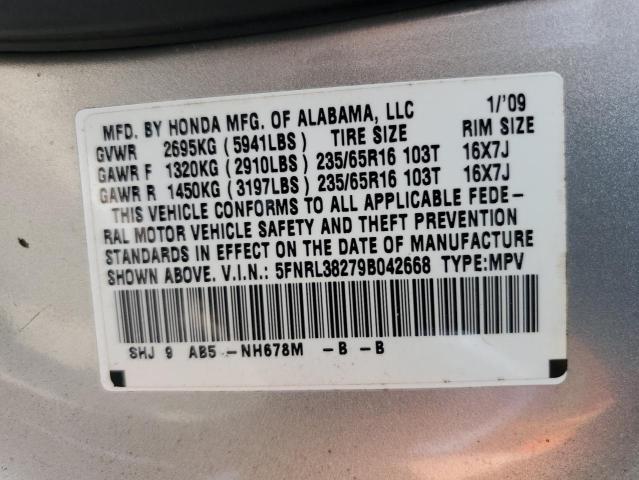 MFD. BY HONDA MFG. OF ALABAMA, LLC 1/'09
GVWR 2695KG (5941LBS) TIRE SIZE RIM SIZE
GAWR F 1320KG (2910LBS) 235/65R16 103T 16X7J
GAWR R 1450KG (3197LBS) 235/65R16 103T 16X7J
THIS VEHICLE CONFORMS TO ALL APPLICABLE FEDE-
RAL MOTOR VEHICLE SAFETY AND THEFT PREVENTION
STANDARDS IN EFFECT ON THE DATE OF MANUFACTURE
SHOWN ABOVE. V.I.N.: 5FNRL38279B042668 TYPE:MPV
SHJ 9 AB5 -NH678M -B -B